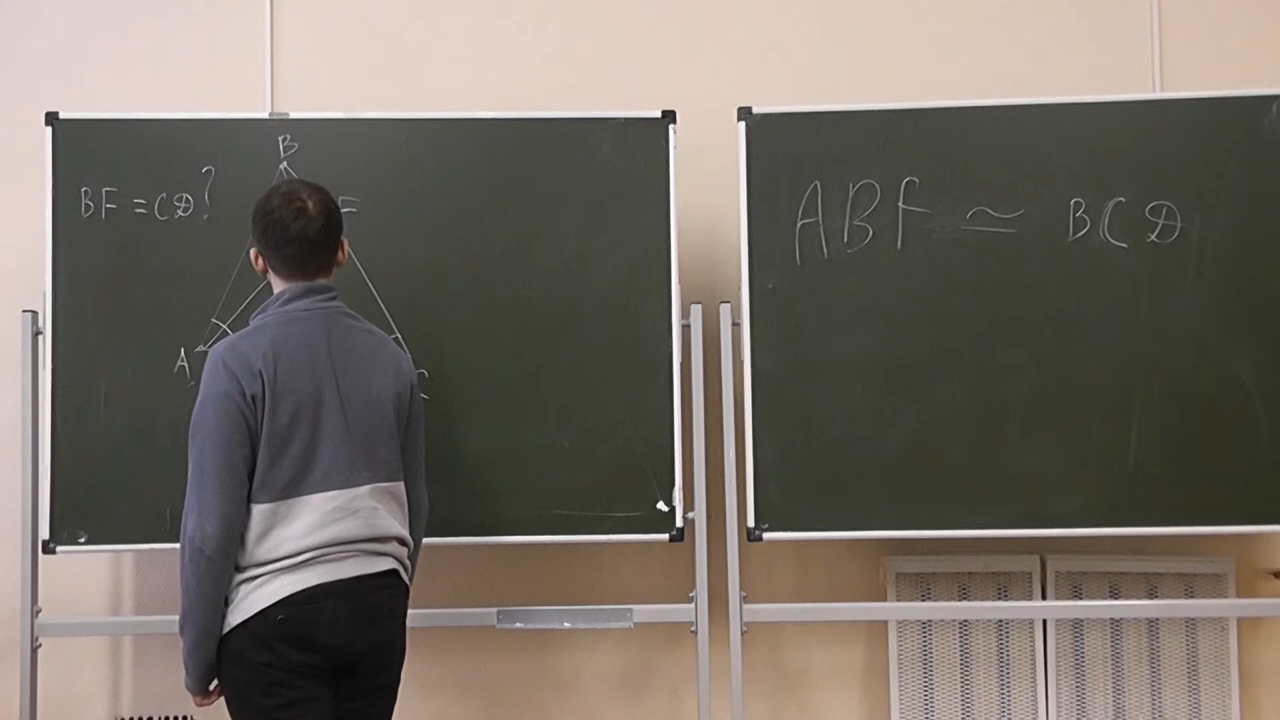 B
BF = CD?
F
A
C
ABF ≃ BCD